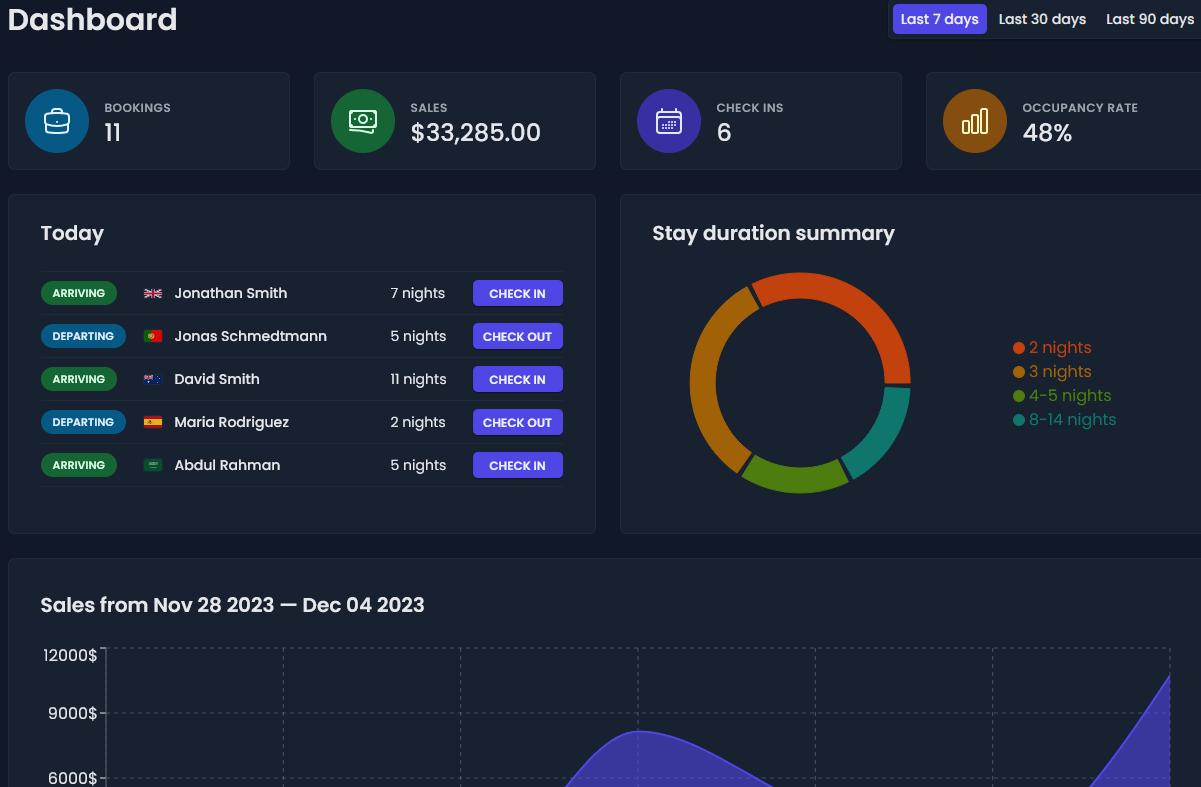 Dashboard
Last 7 days Last 30 days Last 90 days
BOOKINGS
11
SALES
$33,285.00
CHECK INS
6
OCCUPANCY RATE
48%
Today
ARRIVING Jonathan Smith 7 nights CHECK IN
DEPARTING Jonas Schmedtmann 5 nights CHECK OUT
ARRIVING David Smith 11 nights CHECK IN
DEPARTING Maria Rodriguez 2 nights CHECK OUT
ARRIVING Abdul Rahman 5 nights CHECK IN
Stay duration summary
2 nights
3 nights
4-5 nights
8-14 nights
Sales from Nov 28 2023 — Dec 04 2023
12000$
9000$
6000$